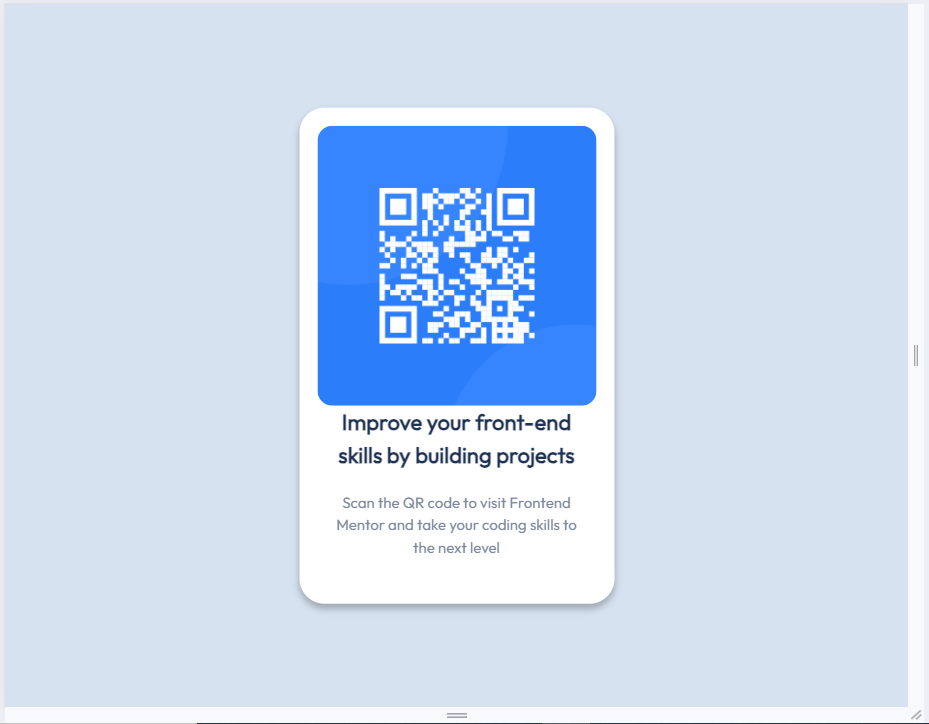 Improve your front-end
skills by building projects
Scan the QR code to visit Frontend
Mentor and take your coding skills to
the next level